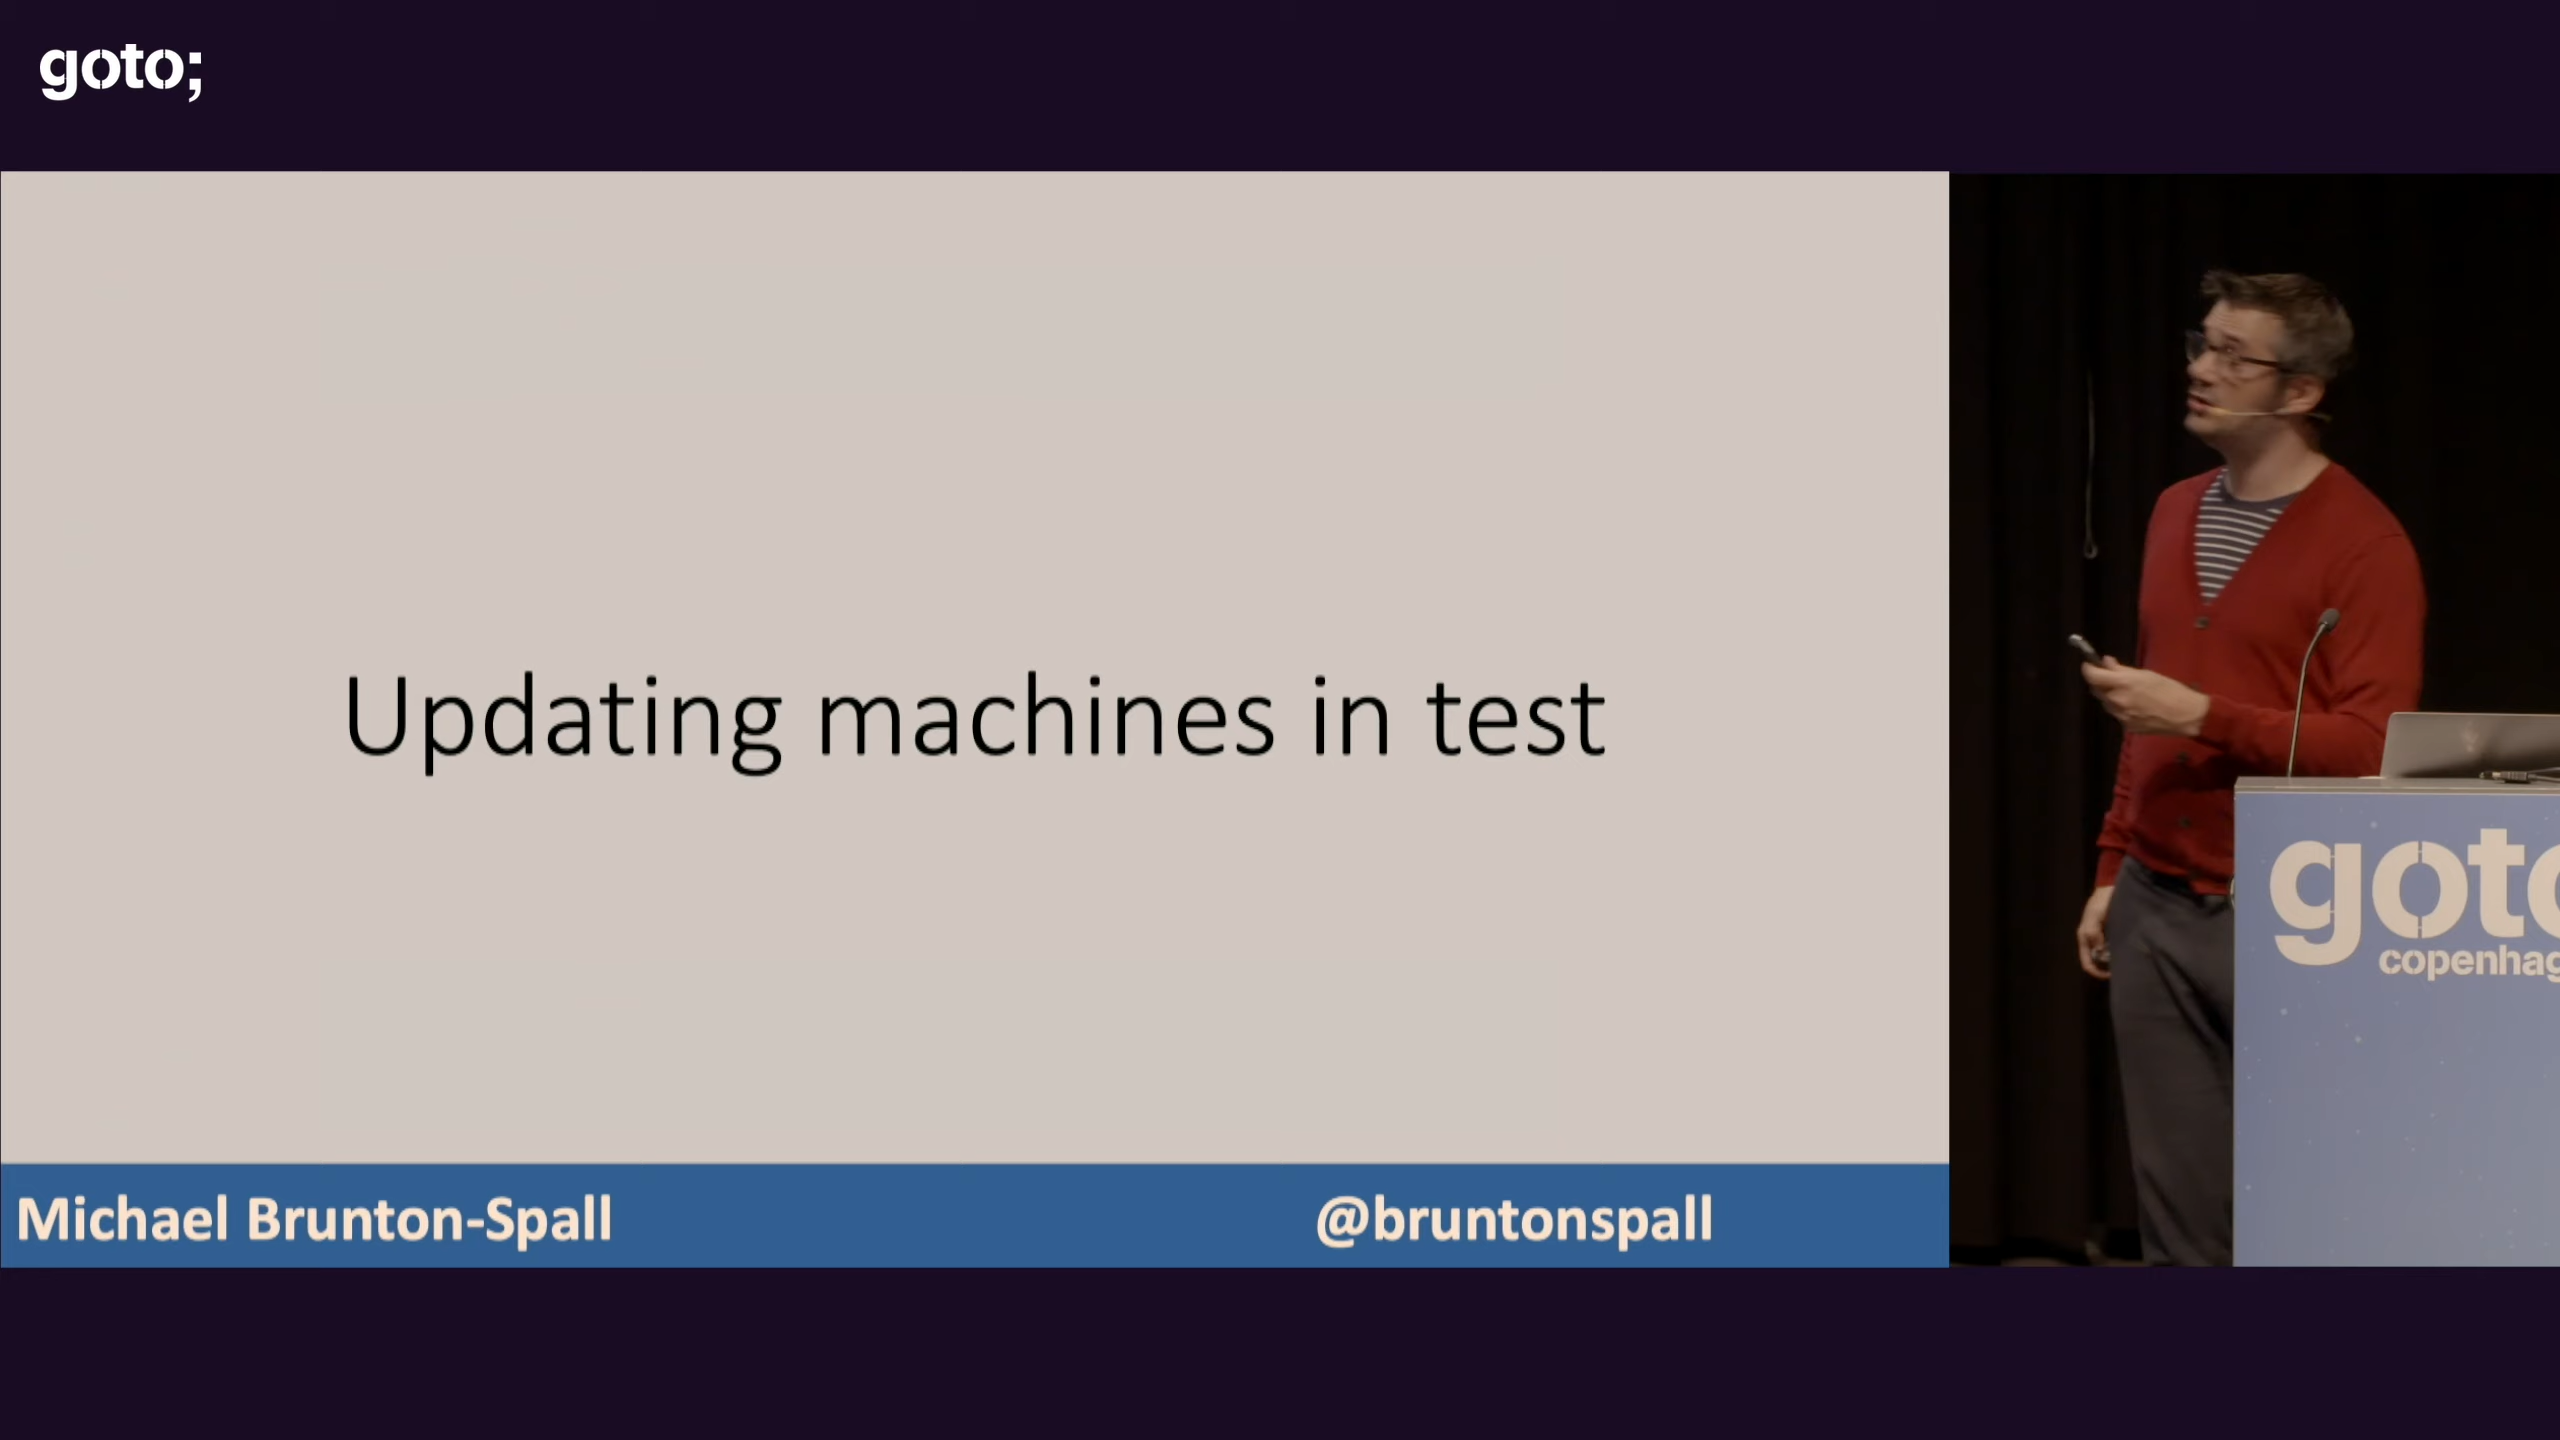 goto;
Updating machines in test
Michael Brunton-Spall
@bruntonspall
goto
copenhag